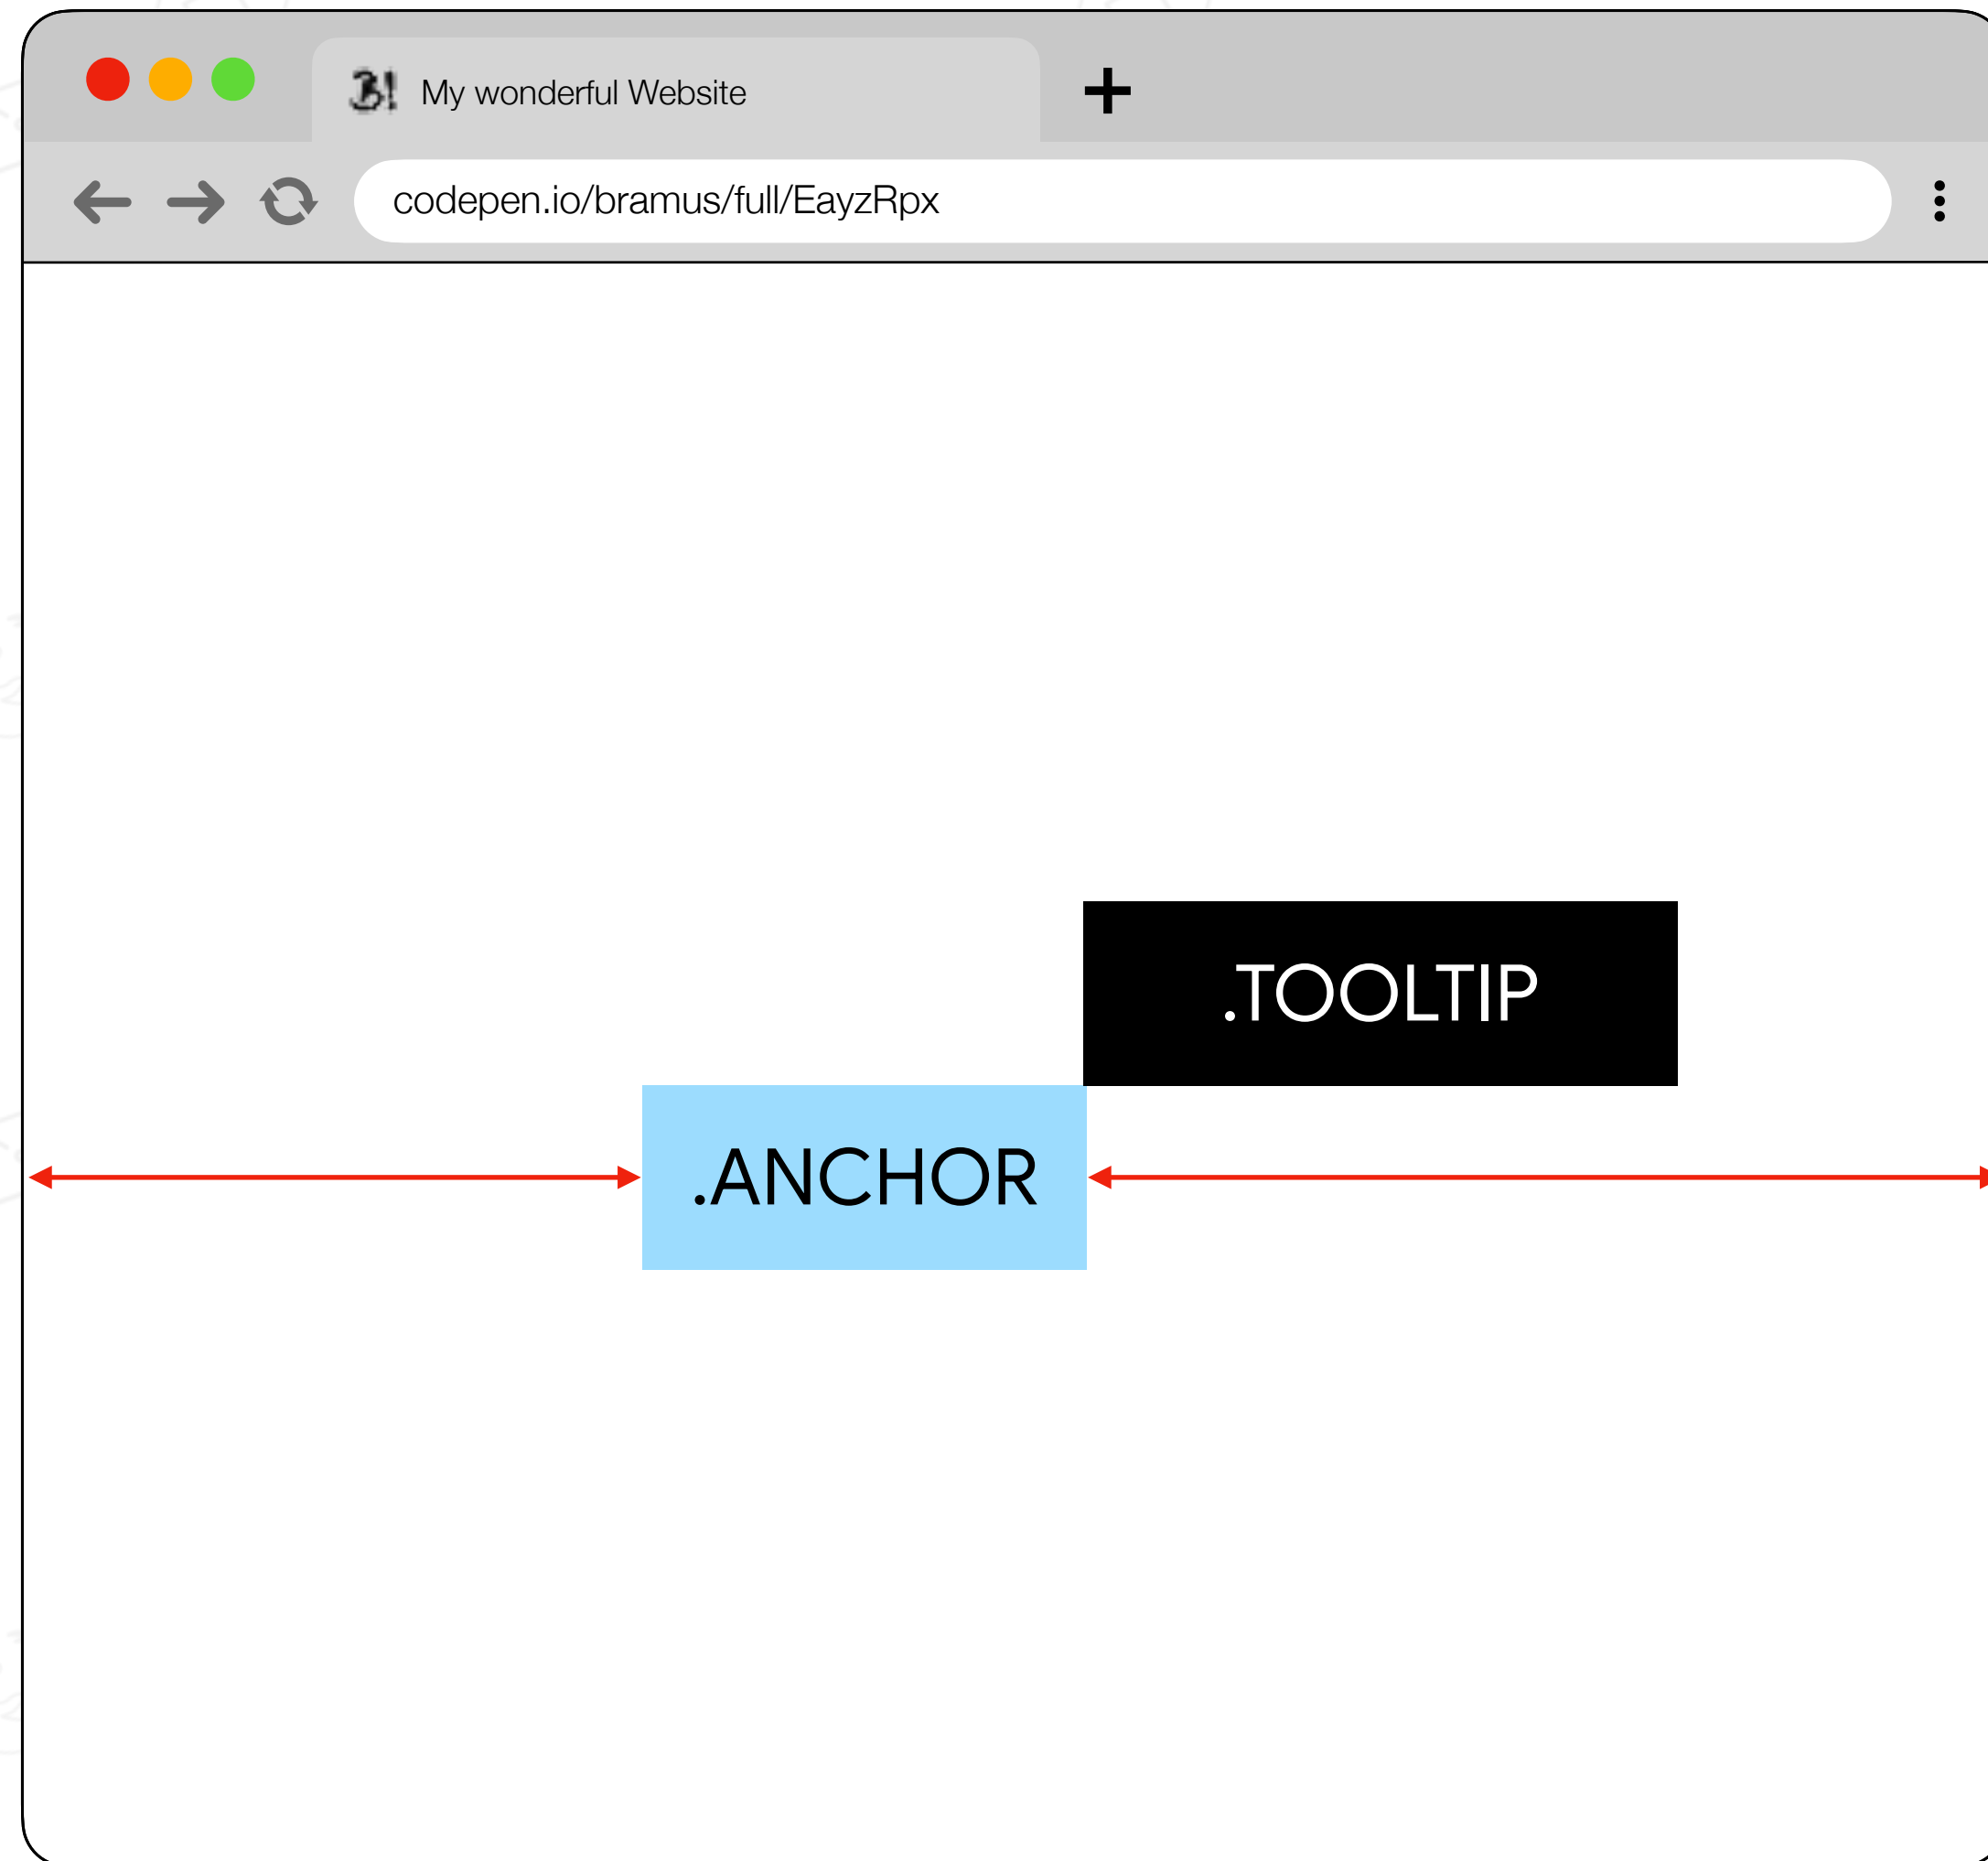 My wonderful Website
codepen.io/bramus/full/EayzRpx
.TOOLTIP
.ANCHOR